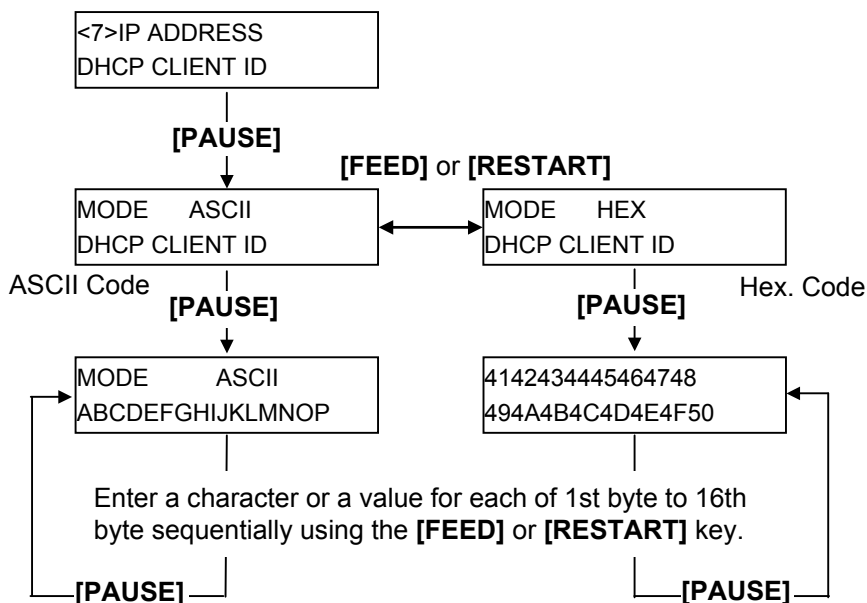 <7>IP ADDRESS
DHCP CLIENT ID
[PAUSE]
[FEED] or [RESTART]
MODE ASCII
DHCP CLIENT ID
MODE HEX
DHCP CLIENT ID
ASCII Code
[PAUSE]
[PAUSE]
Hex. Code
MODE ASCII
ABCDEFGHIJKLMNOP
4142434445464748
494A4B4C4D4E4F50
Enter a character or a value for each of 1st byte to 16th
byte sequentially using the [FEED] or [RESTART] key.
[PAUSE]
[PAUSE]